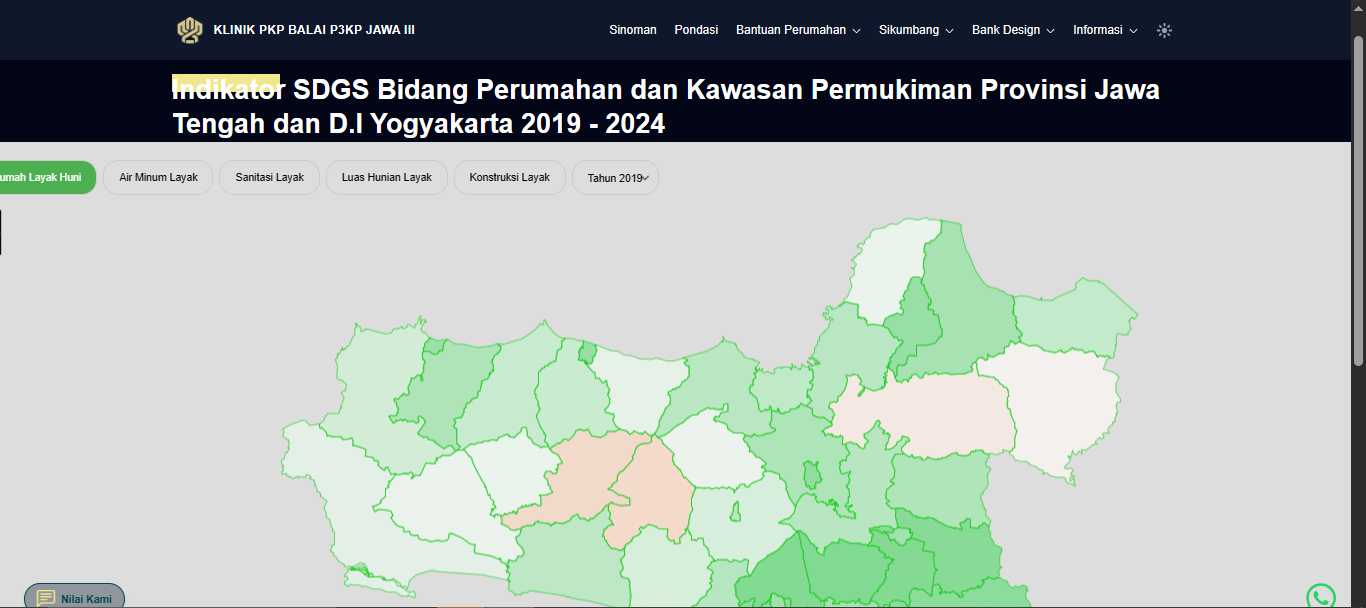 KLINIK PKP BALAI P3KP JAWA III
Sinoman
Pondasi
Bantuan Perumahan
Sikumbang
Bank Design
Informasi
Indikator SDGS Bidang Perumahan dan Kawasan Permukiman Provinsi Jawa
Tengah dan D.I Yogyakarta 2019 - 2024
umah Layak Huni
Air Minum Layak
Sanitasi Layak
Luas Hunian Layak
Konstruksi Layak
Tahun 2019
Nilai Kami